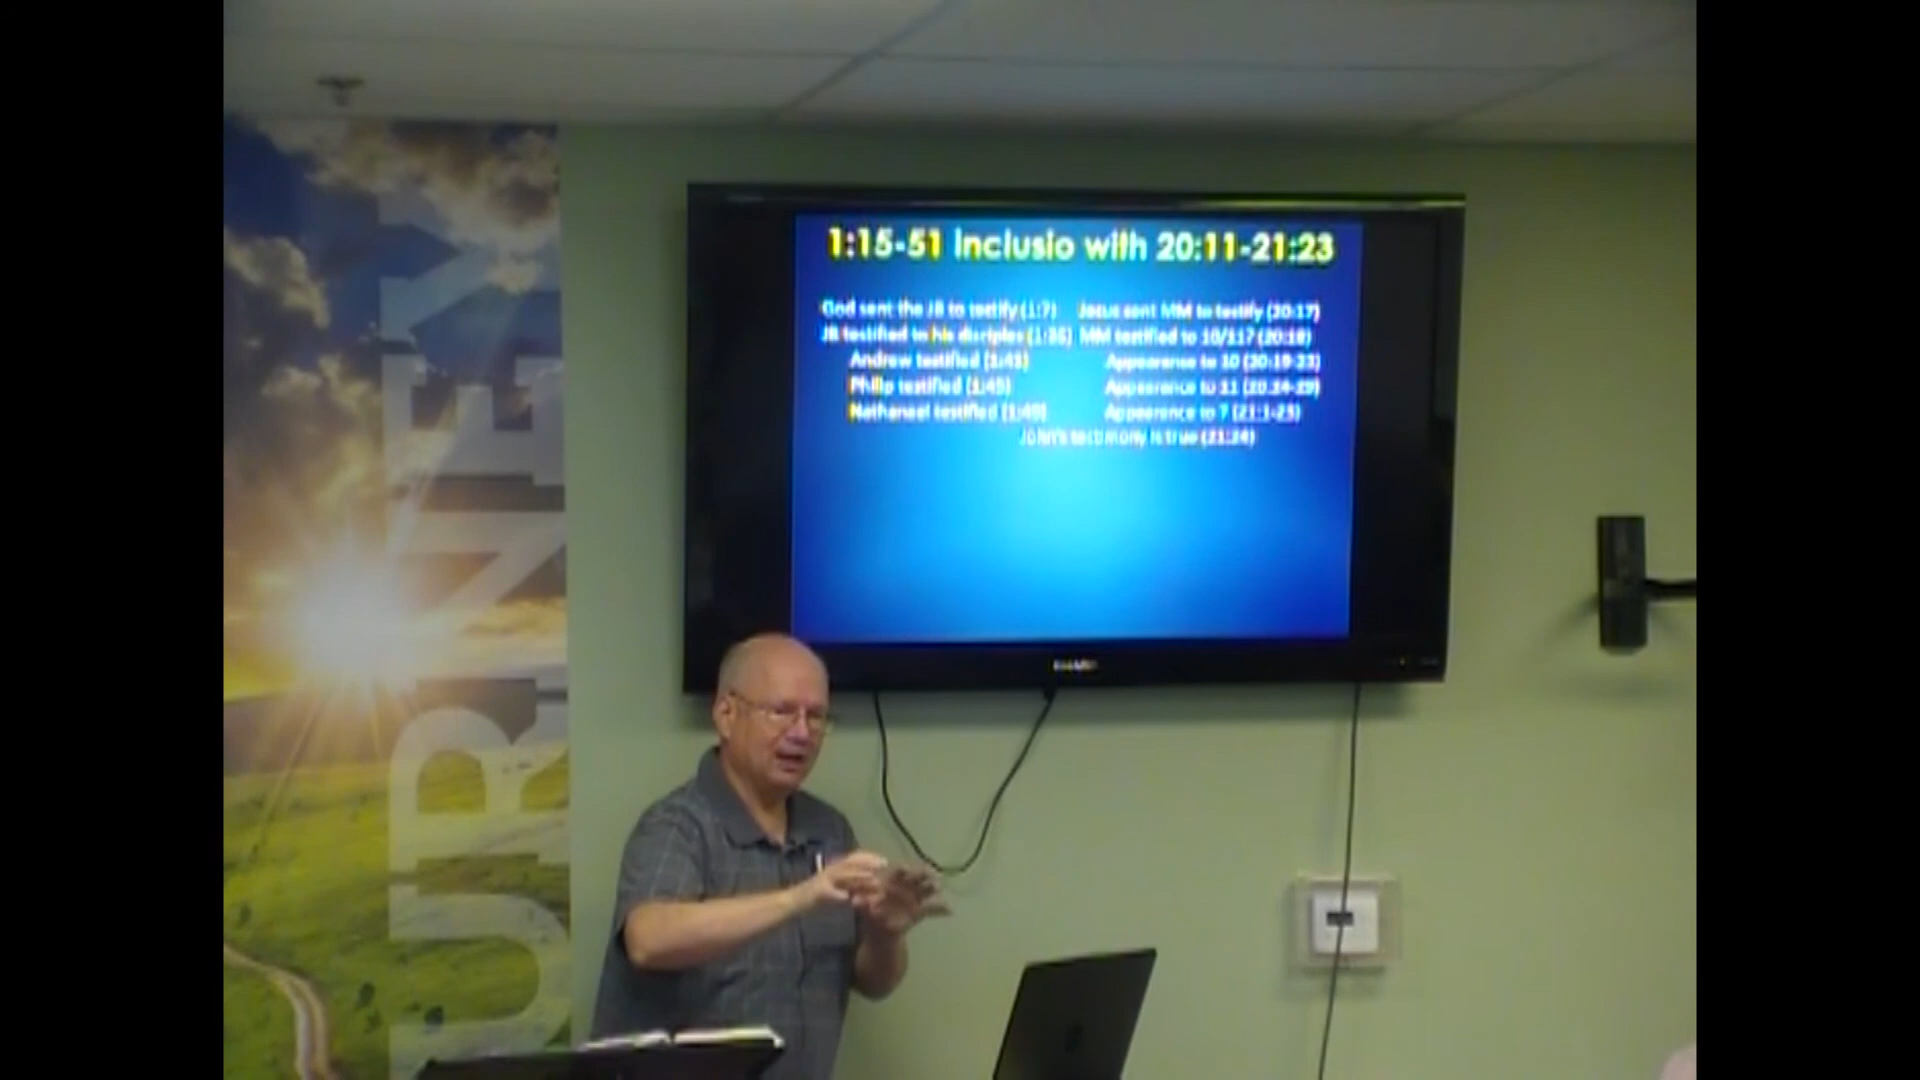 1:15-51 inclusio with 20:11-21:23
God sent the JB to testify (1:7) Jesus sent MM to testify (20:17)
JB testified to his disciples (1:36) MM testified to 10/11? (20:18)
Andrew testified (1:41) Appearance to 10 (20:19-23)
Philip testified (1:45) Appearance to 11 (20:24-29)
Nathanael testified (1:49) Appearance to 7 (21:1-23)
John's testimony is true (21:24)
SHARP
URNEY